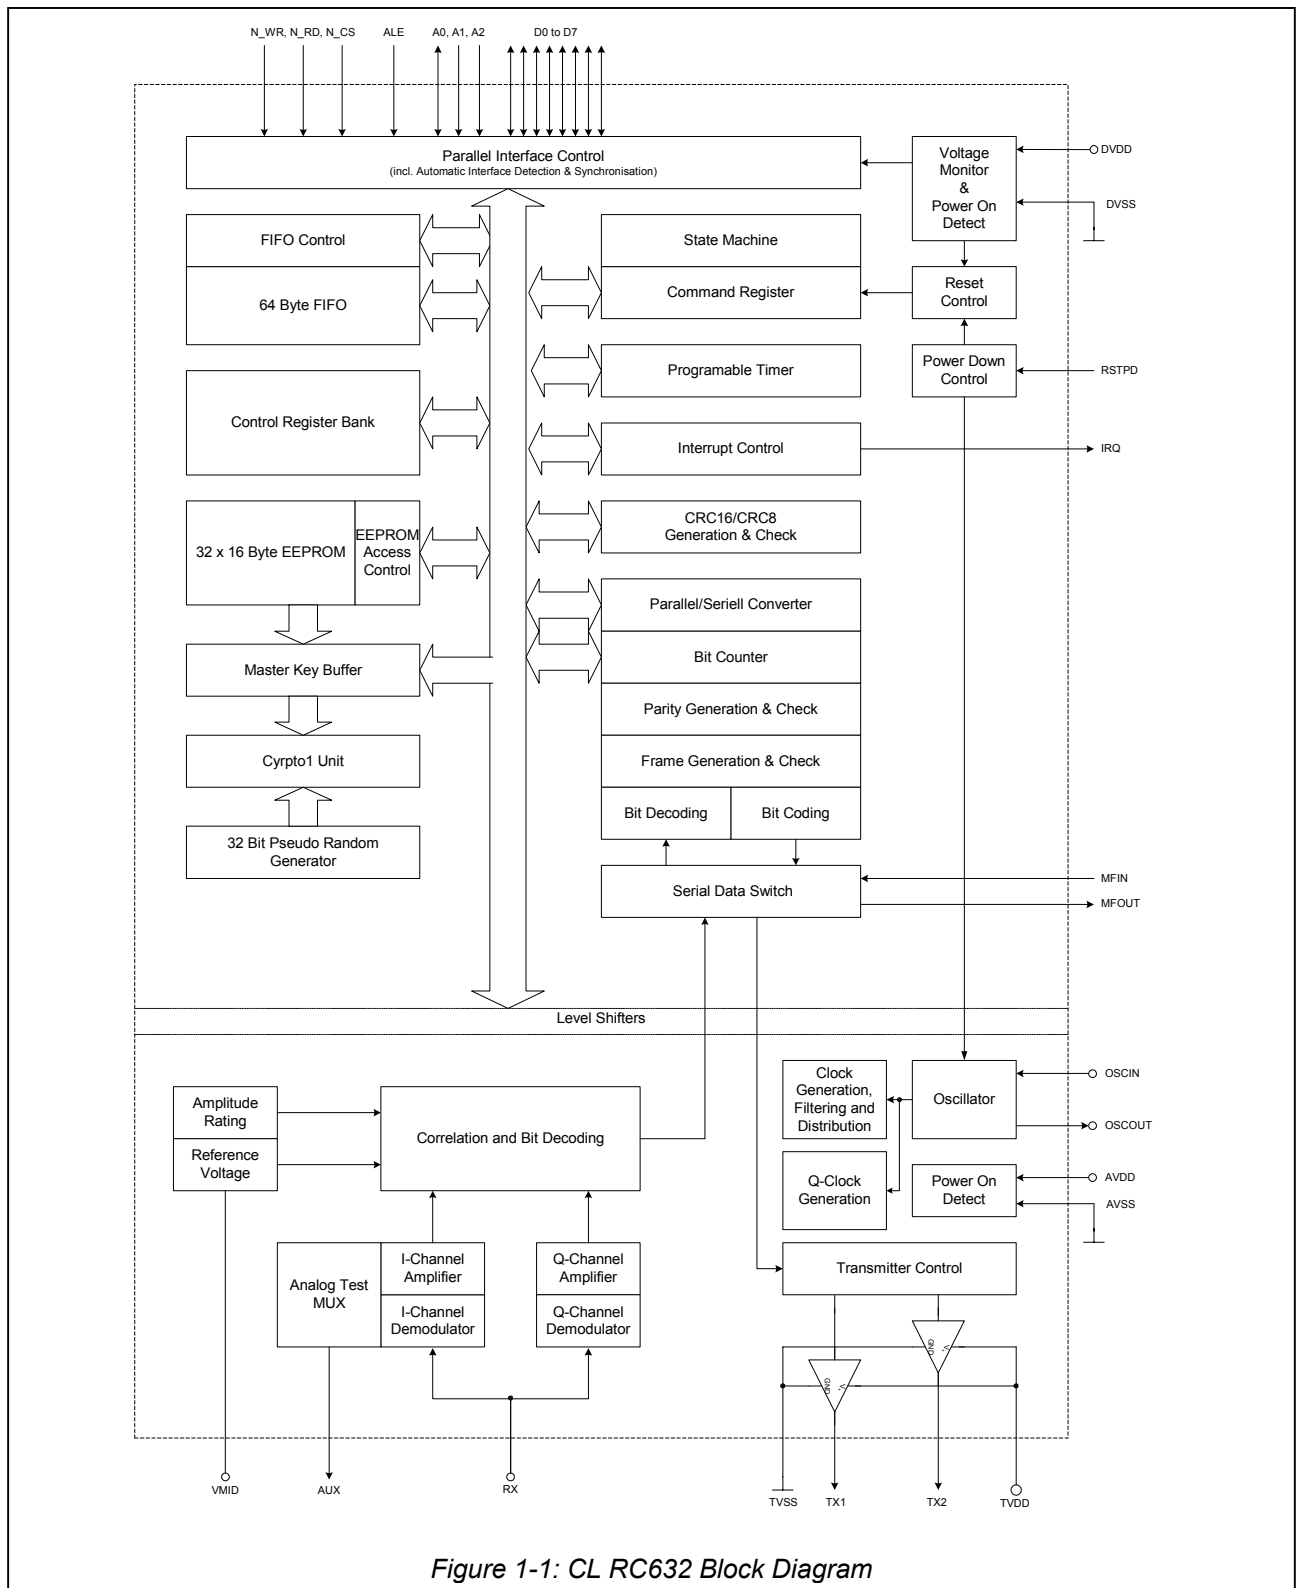 N_WR, N_RD, N_CS
ALE
A0, A1, A2
D0 to D7
Parallel Interface Control
(incl. Automatic Interface Detection & Synchronisation)
Voltage
Monitor
&
Power On
Detect
DVDD
DVSS
FIFO Control
64 Byte FIFO
State Machine
Command Register
Reset
Control
Programable Timer
Power Down
Control
RSTPD
Control Register Bank
Interrupt Control
IRQ
32 x 16 Byte EEPROM
EEPROM
Access
Control
CRC16/CRC8
Generation & Check
Parallel/Seriell Converter
Bit Counter
Master Key Buffer
Parity Generation & Check
Cyrpto1 Unit
Frame Generation & Check
Bit Decoding
Bit Coding
32 Bit Pseudo Random
Generator
Serial Data Switch
MFIN
MFOUT
Level Shifters
Amplitude
Rating
Reference
Voltage
Correlation and Bit Decoding
Clock
Generation,
Filtering and
Distribution
Oscillator
OSCIN
OSCOUT
Q-Clock
Generation
Power On
Detect
AVDD
AVSS
Analog Test
MUX
I-Channel
Amplifier
I-Channel
Demodulator
Q-Channel
Amplifier
Q-Channel
Demodulator
Transmitter Control
GND
V+
GND
V+
VMID
AUX
RX
TVSS
TX1
TX2
TVDD
Figure 1-1: CL RC632 Block Diagram